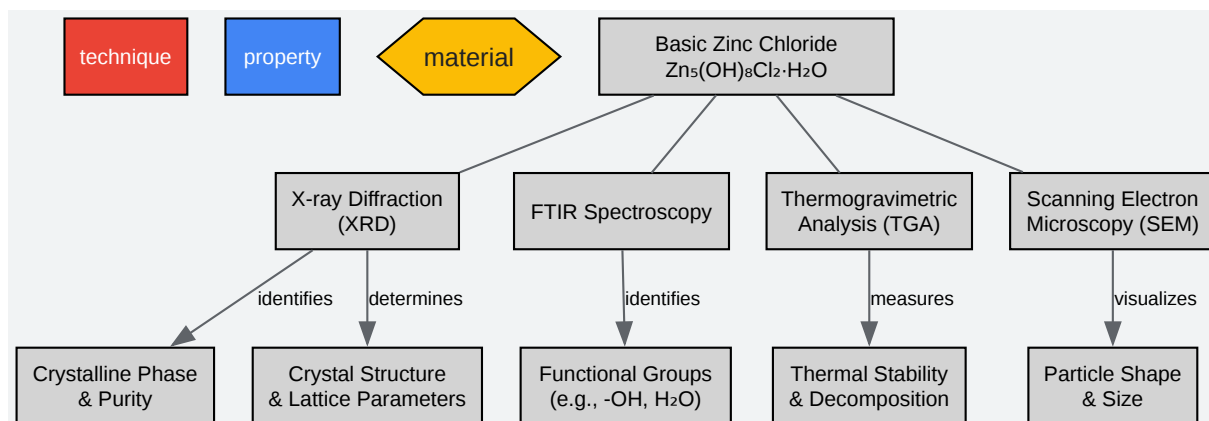 technique
property
material
Basic Zinc Chloride
Zn₅(OH)₈Cl₂·H₂O
X-ray Diffraction
(XRD)
FTIR Spectroscopy
Thermogravimetric
Analysis (TGA)
Scanning Electron
Microscopy (SEM)
identifies
determines
identifies
measures
visualizes
Crystalline Phase
& Purity
Crystal Structure
& Lattice Parameters
Functional Groups
(e.g., -OH, H₂O)
Thermal Stability
& Decomposition
Particle Shape
& Size